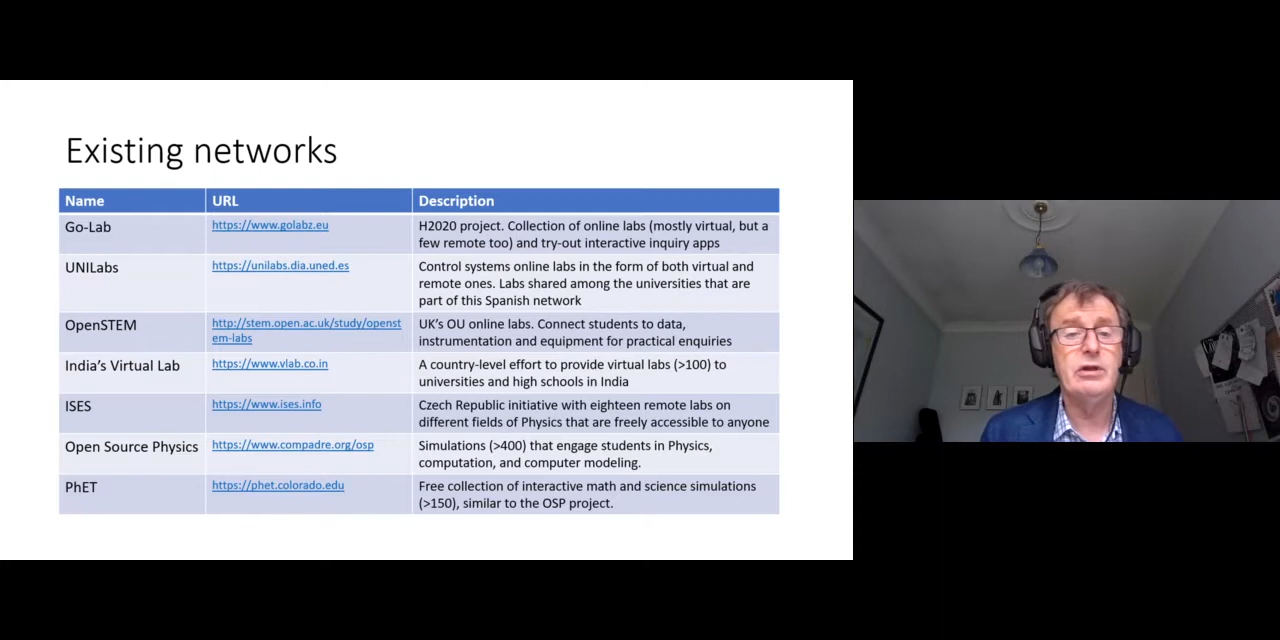 Existing networks
Name URL Description
Go-Lab https://www.golabz.eu H2020 project. Collection of online labs (mostly virtual, but a
few remote too) and try-out interactive inquiry apps
UNILabs https://unilabs.dia.uned.es Control systems online labs in the form of both virtual and
remote ones. Labs shared among the universities that are
part of this Spanish network
OpenSTEM http://stem.open.ac.uk/study/openst UK's OU online labs. Connect students to data,
em-labs instrumentation and equipment for practical enquiries
India's Virtual Lab https://www.vlab.co.in A country-level effort to provide virtual labs (>100) to
universities and high schools in India
ISES https://www.ises.info Czech Republic initiative with eighteen remote labs on
different fields of Physics that are freely accessible to anyone
Open Source Physics https://www.compadre.org/osp Simulations (>400) that engage students in Physics,
computation, and computer modeling.
PhET https://phet.colorado.edu Free collection of interactive math and science simulations
(>150), similar to the OSP project.